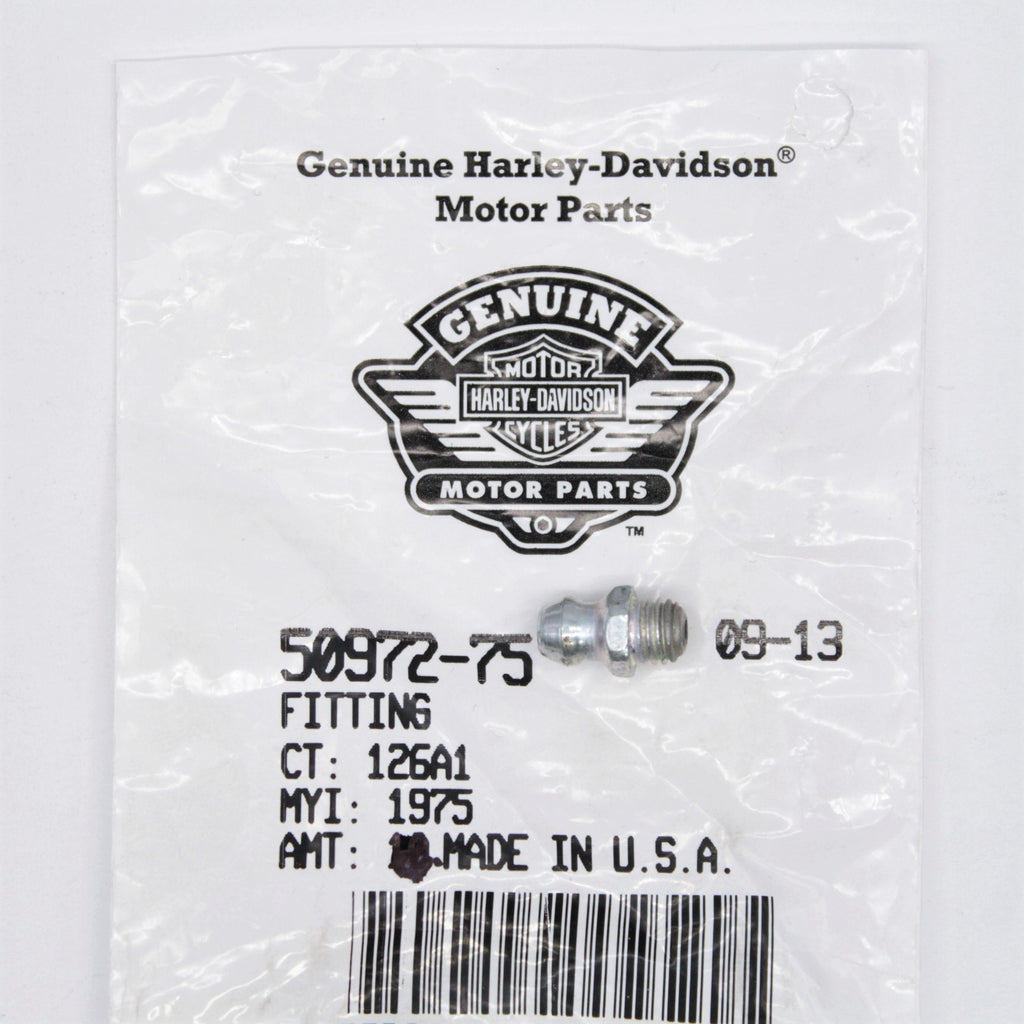 Genuine Harley-Davidson®
Motor Parts
GENUINE
MOTOR
HARLEY-DAVIDSON
CYCLES
MOTOR PARTS
TM
50972-75 09-13
FITTING
CT: 126A1
MYI: 1975
AMT: MADE IN U.S.A.